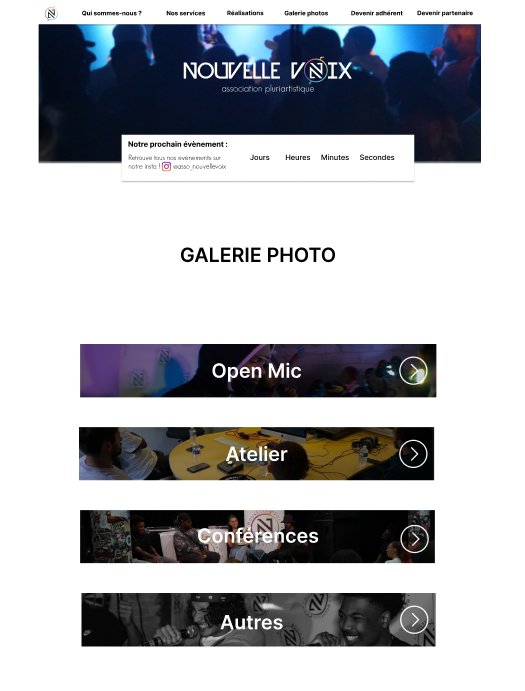 Qui sommes-nous ? Nos services Réalisations Galerie photos Devenir adhérent Devenir partenaire
NOUVELLE VOIX
association pluriartistique
Notre prochain évènement :
Retrouve tous nos évènements sur
notre insta ! @asso_nouvellevoix
Jours Heures Minutes Secondes
GALERIE PHOTO
Open Mic
Atelier
Conférences
Autres